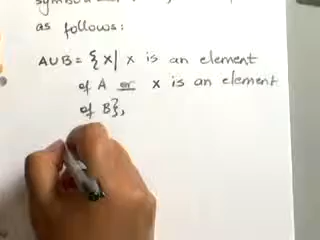 as follows:
AUB = { x | x is an element
of A or x is an element
of B},